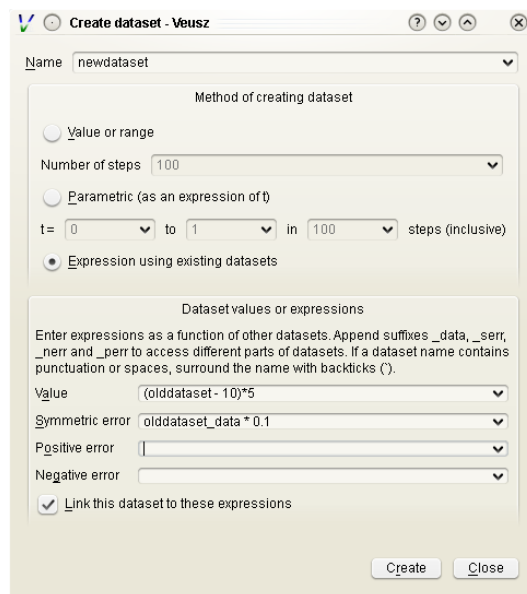 Create dataset - Veusz
Name newdataset
Method of creating dataset
Value or range
Number of steps 100
Parametric (as an expression of t)
t = 0 to 1 in 100 steps (inclusive)
Expression using existing datasets
Dataset values or expressions
Enter expressions as a function of other datasets. Append suffixes _data, _serr,
_nerr and _perr to access different parts of datasets. If a dataset name contains
punctuation or spaces, surround the name with backticks (`).
Value (olddataset - 10)*5
Symmetric error olddataset_data * 0.1
Positive error
Negative error
Link this dataset to these expressions
Create Close